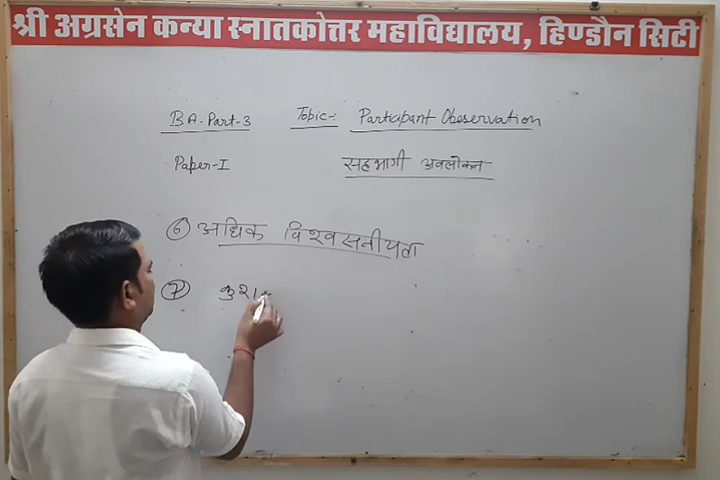 श्री अग्रसेन कन्या स्नातकोत्तर महाविद्यालय, हिण्डौन सिटी
BA-Part-3 Topic:- Participant Observation
Paper-I सहभागी अवलोकन
⑥ अधिक विश्वसनीयता
⑦ कुश